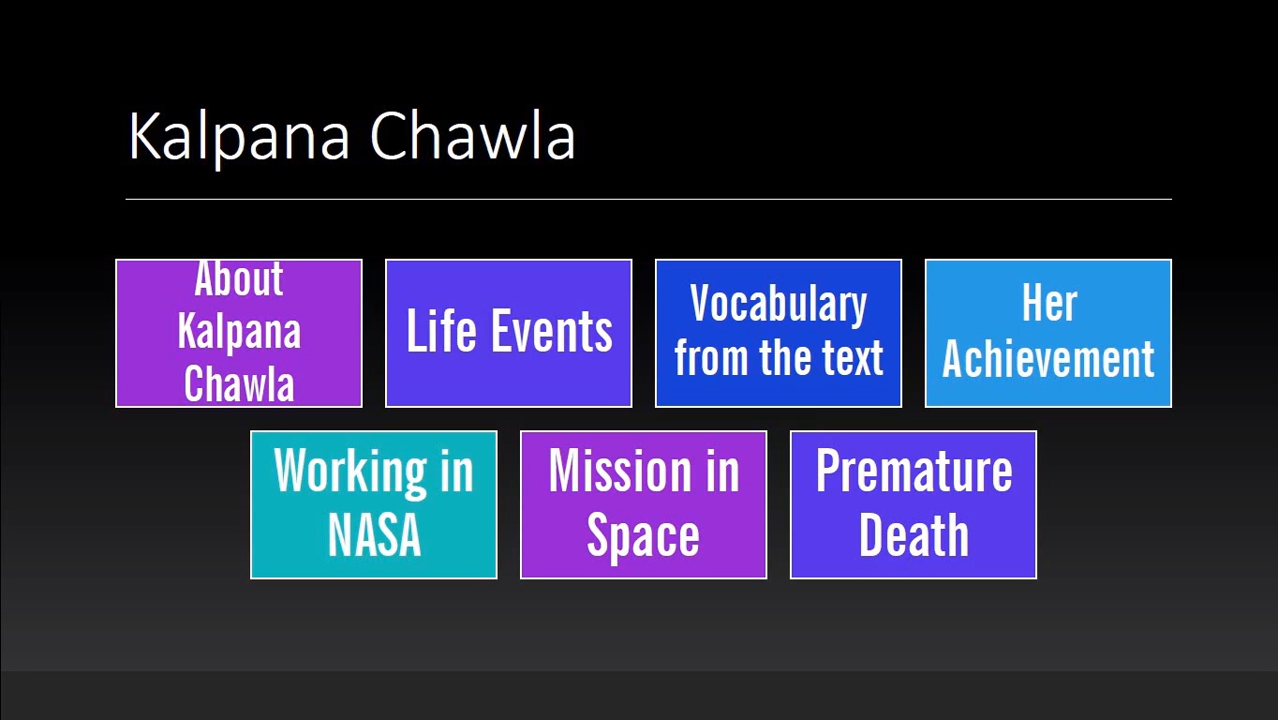 Kalpana Chawla
About
Kalpana
Chawla
Life Events
Vocabulary
from the text
Her
Achievement
Working in
NASA
Mission in
Space
Premature
Death